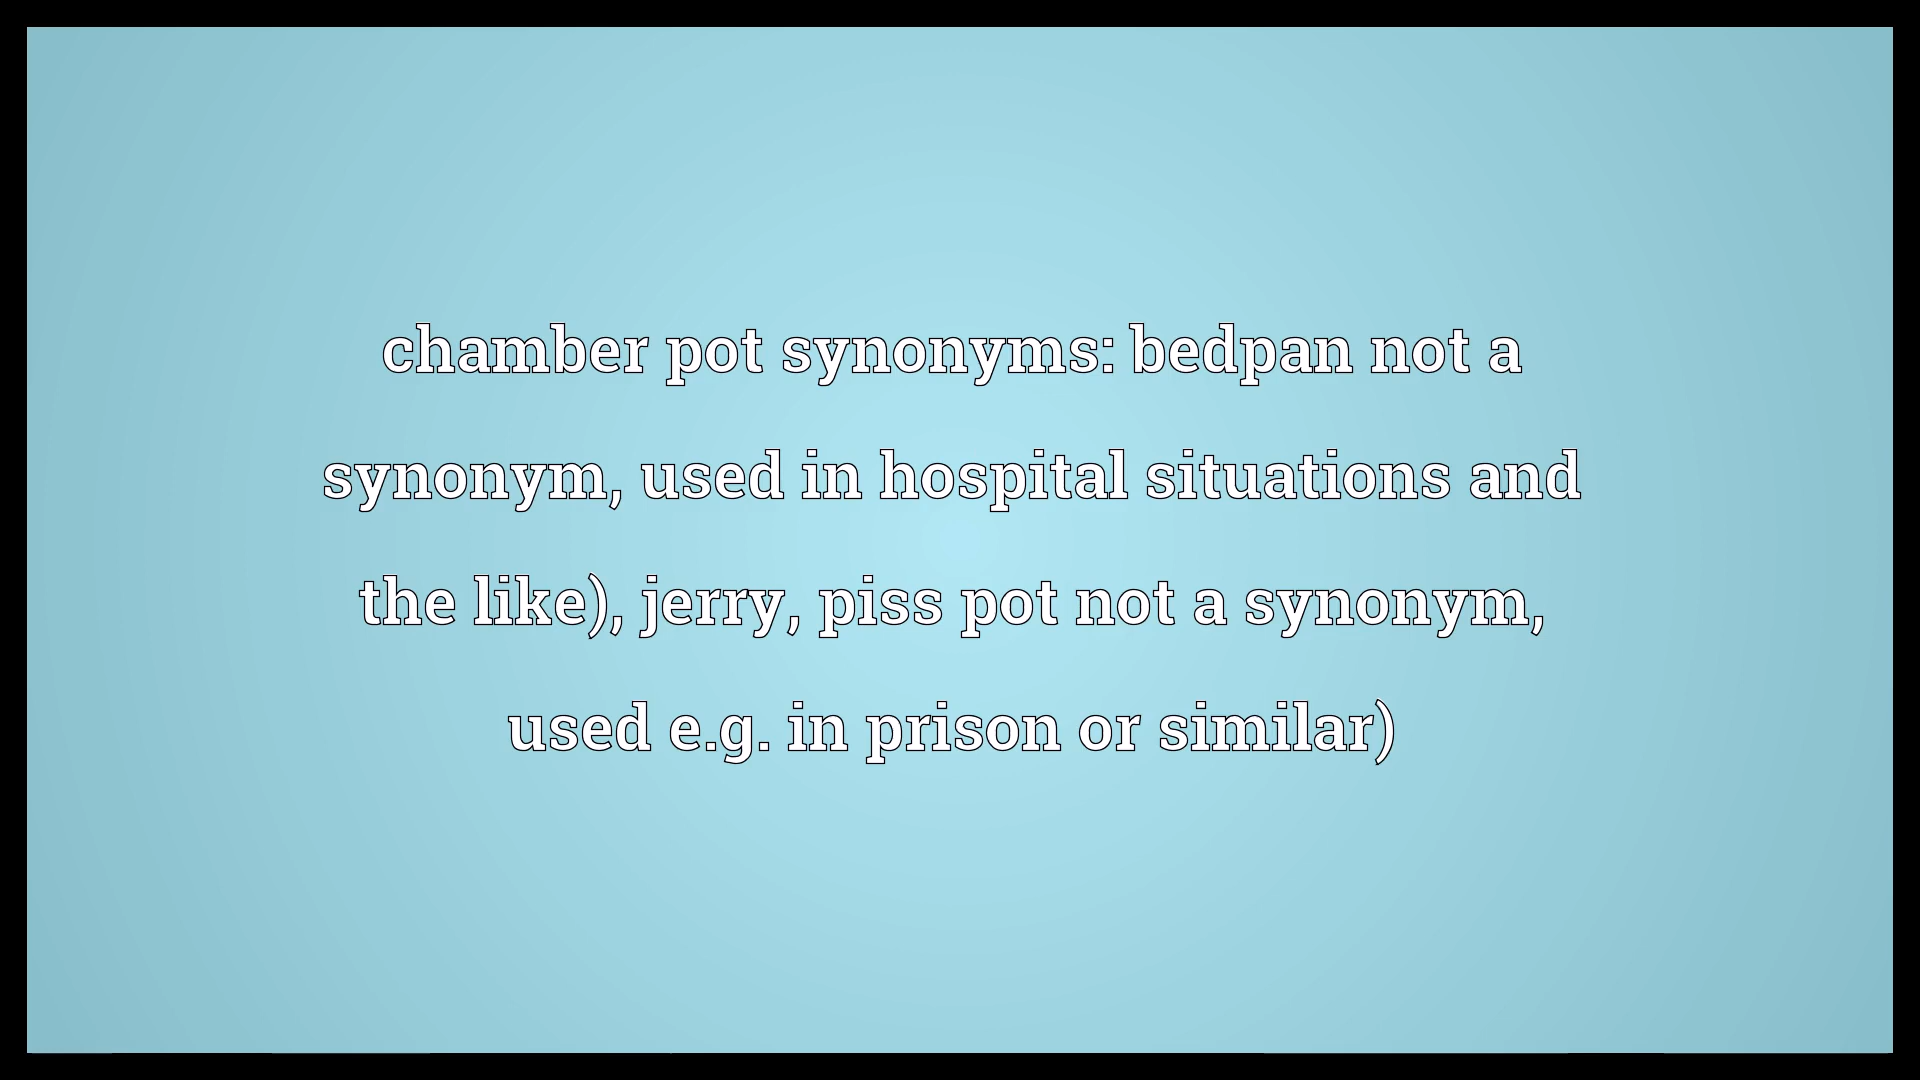 chamber pot synonyms: bedpan not a
synonym, used in hospital situations and
the like), jerry, piss pot not a synonym,
used e.g. in prison or similar)